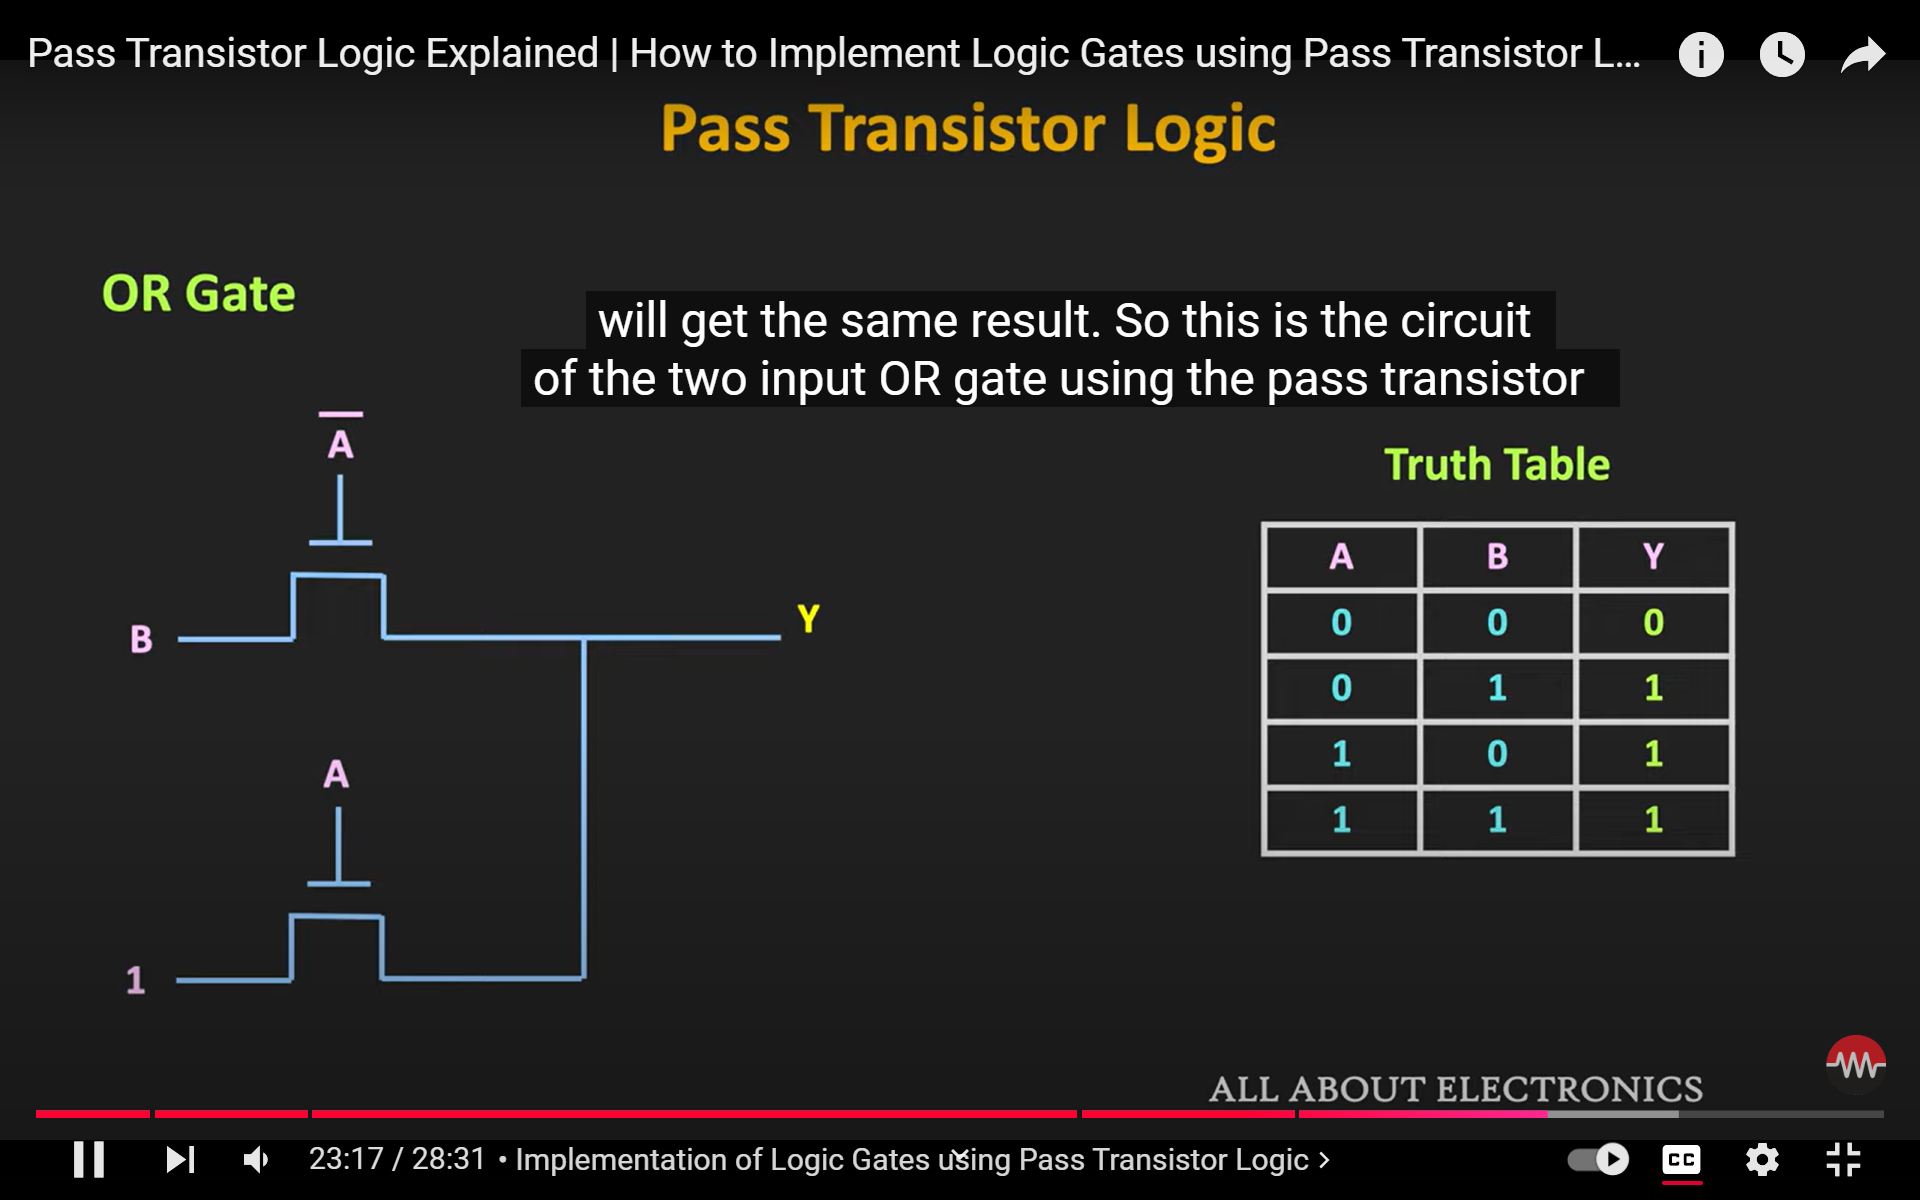 Pass Transistor Logic Explained | How to Implement Logic Gates using Pass Transistor L...
Pass Transistor Logic
OR Gate
will get the same result. So this is the circuit
of the two input OR gate using the pass transistor
A̅
B
Y
A
1
Truth Table
A B Y
0 0 0
0 1 1
1 0 1
1 1 1
ALL ABOUT ELECTRONICS
23:17 / 28:31 • Implementation of Logic Gates using Pass Transistor Logic >
CC